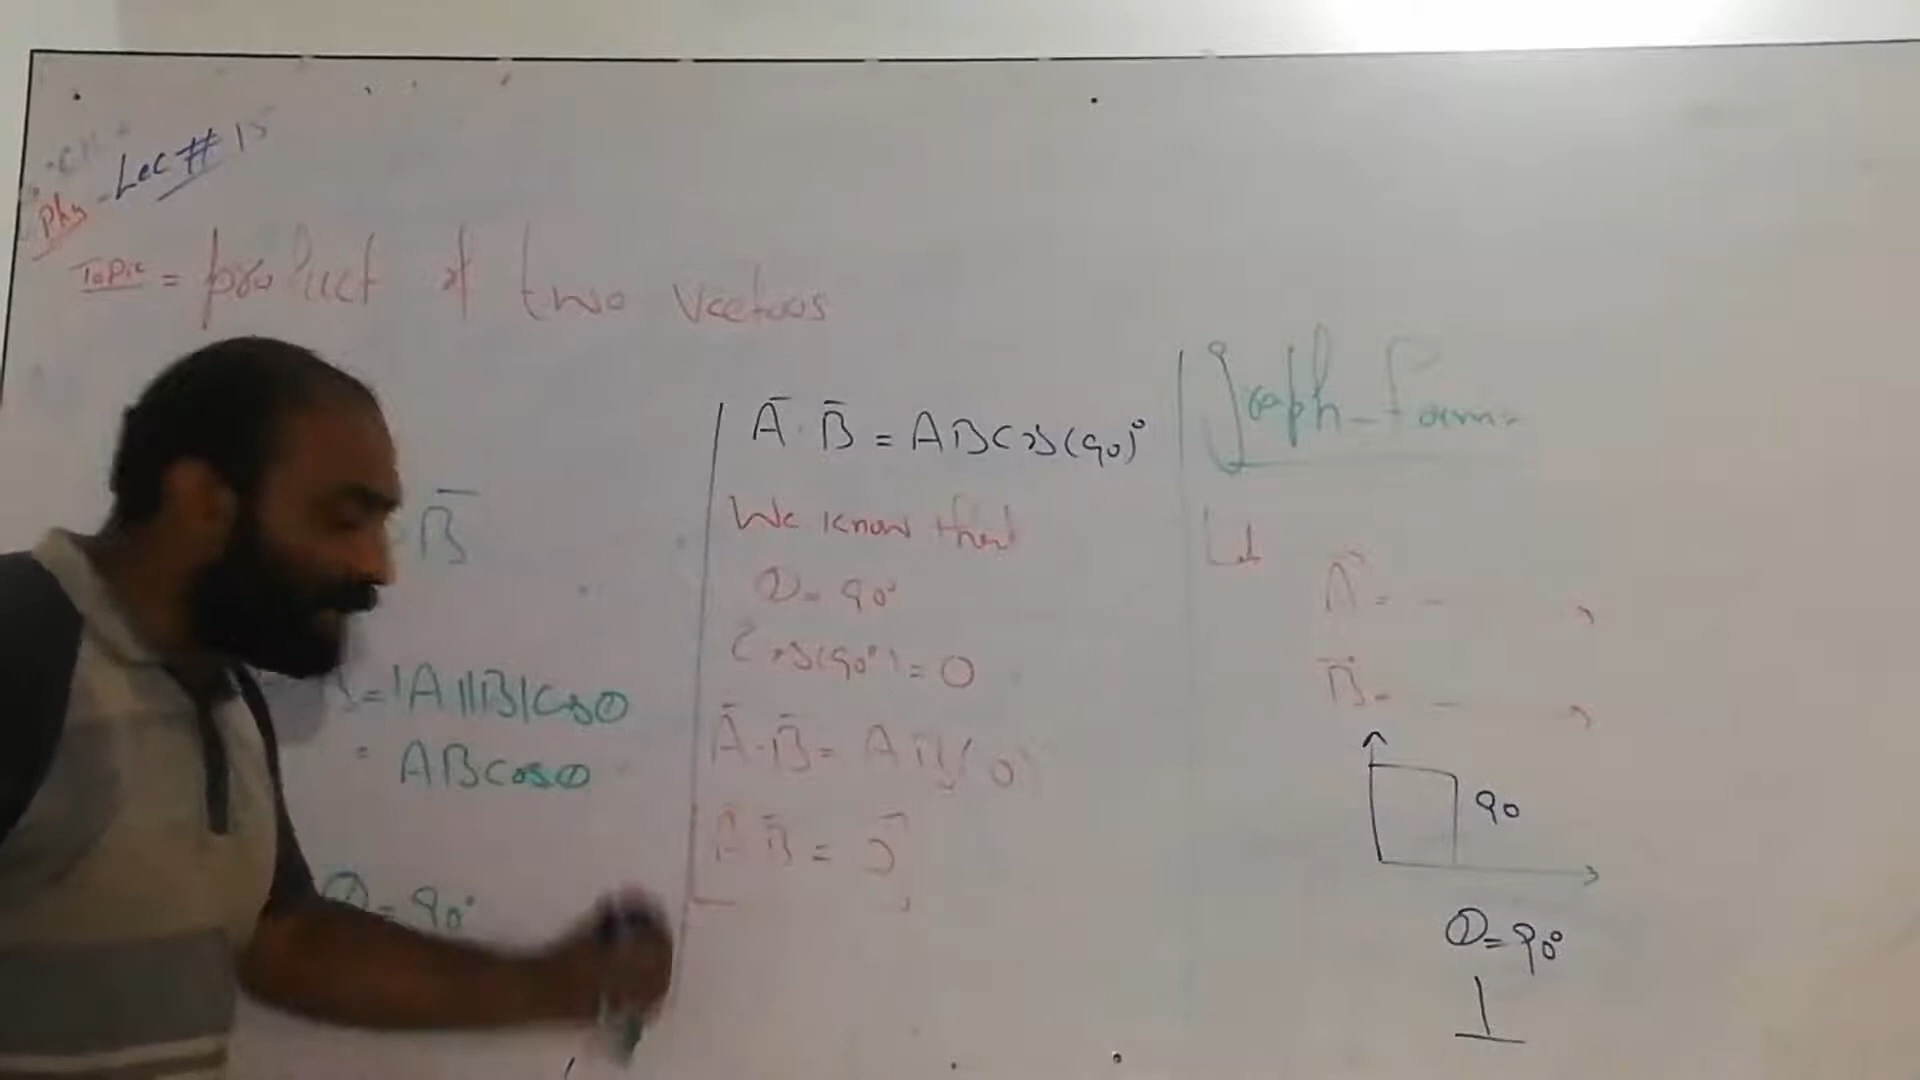 Lec # 15
Phy
Topic = product of two vectors
B̄
B = |A||B|cosθ
= ABcosθ
θ = 90°
Ā · B̄ = ABCos(90)°
We know that
θ = 90°
Cos(90°) = 0
Ā · B̄ = AB(0)
Ā B̄ =
Graph-form
Let
A⃗ = -
B⃗ = -
90
θ = 90°
⊥